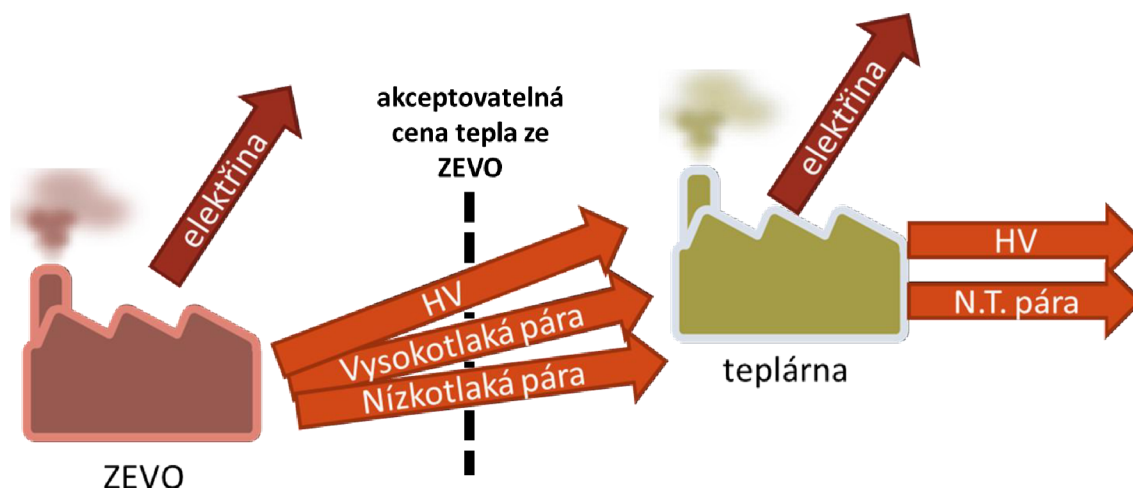 elektřina
akceptovatelná
cena tepla ze
ZEVO
elektřina
HV
Vysokotlaká pára
Nízkotlaká pára
HV
N.T. pára
teplárna
ZEVO